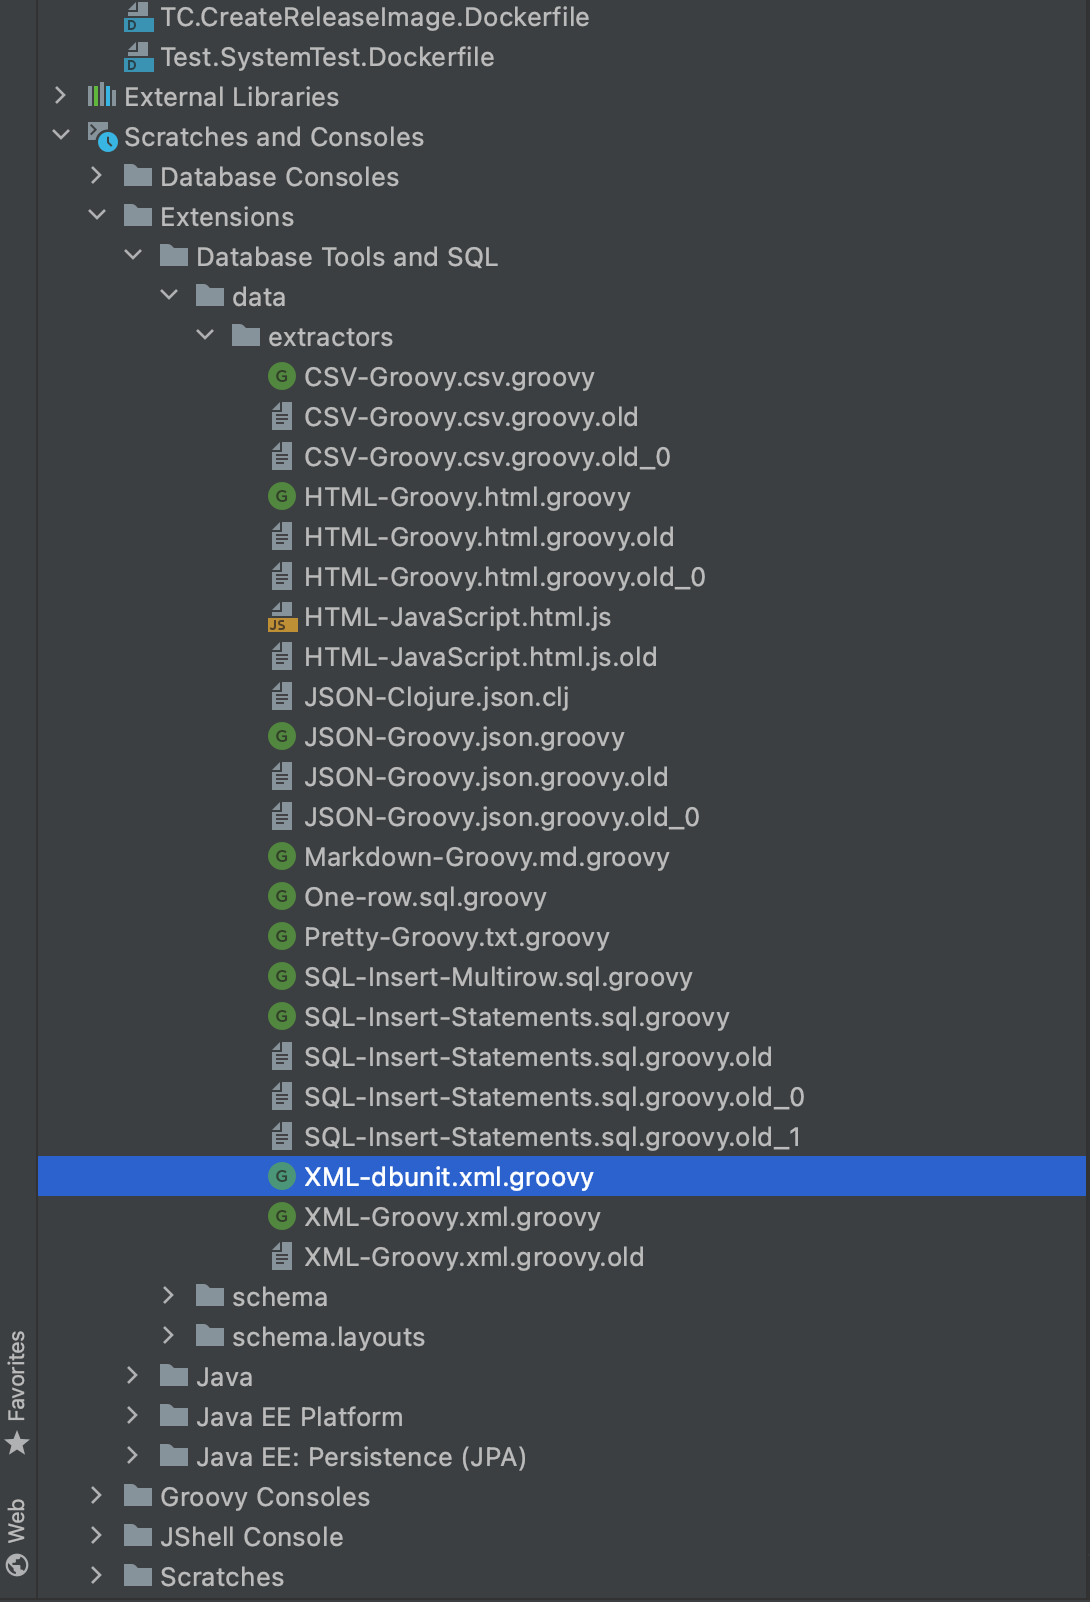 TC.CreateReleaseImage.Dockerfile
Test.SystemTest.Dockerfile
External Libraries
Scratches and Consoles
Database Consoles
Extensions
Database Tools and SQL
data
extractors
CSV-Groovy.csv.groovy
CSV-Groovy.csv.groovy.old
CSV-Groovy.csv.groovy.old_0
HTML-Groovy.html.groovy
HTML-Groovy.html.groovy.old
HTML-Groovy.html.groovy.old_0
HTML-JavaScript.html.js
HTML-JavaScript.html.js.old
JSON-Clojure.json.clj
JSON-Groovy.json.groovy
JSON-Groovy.json.groovy.old
JSON-Groovy.json.groovy.old_0
Markdown-Groovy.md.groovy
One-row.sql.groovy
Pretty-Groovy.txt.groovy
SQL-Insert-Multirow.sql.groovy
SQL-Insert-Statements.sql.groovy
SQL-Insert-Statements.sql.groovy.old
SQL-Insert-Statements.sql.groovy.old_0
SQL-Insert-Statements.sql.groovy.old_1
XML-dbunit.xml.groovy
XML-Groovy.xml.groovy
XML-Groovy.xml.groovy.old
schema
schema.layouts
Java
Java EE Platform
Java EE: Persistence (JPA)
Groovy Consoles
JShell Console
Scratches
Favorites
Web